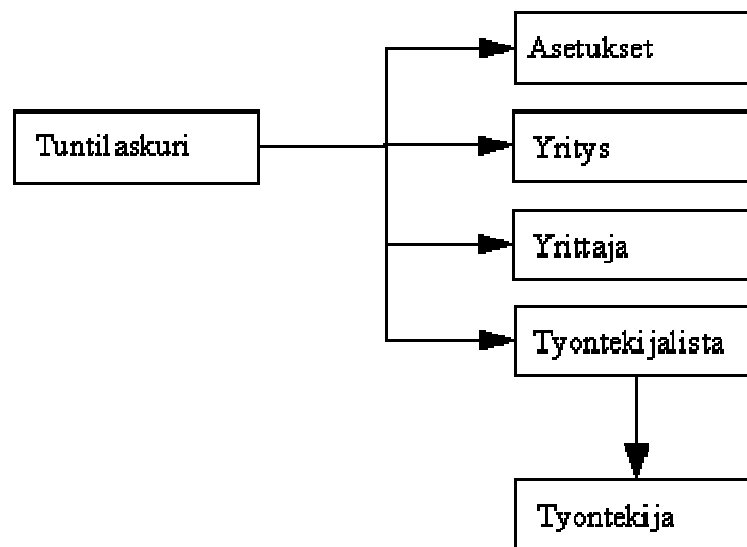 Asetukset
Tuntilaskuri
Yritys
Yrittaja
Tyontekijalista
Tyontekija